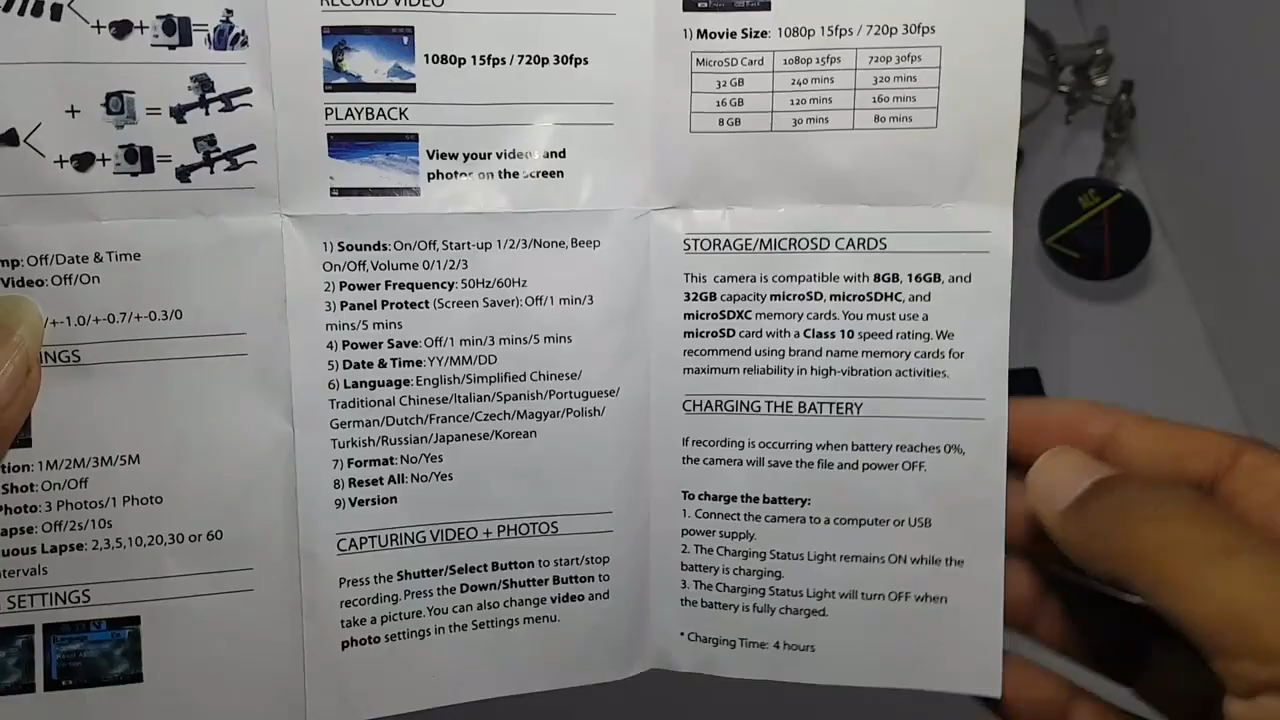 RECORD VIDEO
1080p 15fps / 720p 30fps
PLAYBACK
View your videos and
photos on the screen
1) Movie Size: 1080p 15fps / 720p 30fps
MicroSD Card 1080p 15fps 720p 30fps
32 GB 240 mins 320 mins
16 GB 120 mins 160 mins
8 GB 30 mins 80 mins
mp: Off/Date & Time
Video: Off/On
/+-1.0/+-0.7/+-0.3/0
INGS
tion: 1M/2M/3M/5M
Shot: On/Off
Photo: 3 Photos/1 Photo
apse: Off/2s/10s
uous Lapse: 2,3,5,10,20,30 or 60
ntervals
SETTINGS
Language
1) Sounds: On/Off, Start-up 1/2/3/None, Beep
On/Off, Volume 0/1/2/3
2) Power Frequency: 50Hz/60Hz
3) Panel Protect (Screen Saver): Off/1 min/3
mins/5 mins
4) Power Save: Off/1 min/3 mins/5 mins
5) Date & Time: YY/MM/DD
6) Language: English/Simplified Chinese/
Traditional Chinese/Italian/Spanish/Portuguese/
German/Dutch/France/Czech/Magyar/Polish/
Turkish/Russian/Japanese/Korean
7) Format: No/Yes
8) Reset All: No/Yes
9) Version
CAPTURING VIDEO + PHOTOS
Press the Shutter/Select Button to start/stop
recording. Press the Down/Shutter Button to
take a picture. You can also change video and
photo settings in the Settings menu.
STORAGE/MICROSD CARDS
This camera is compatible with 8GB, 16GB, and
32GB capacity microSD, microSDHC, and
microSDXC memory cards. You must use a
microSD card with a Class 10 speed rating. We
recommend using brand name memory cards for
maximum reliability in high-vibration activities.
CHARGING THE BATTERY
If recording is occurring when battery reaches 0%,
the camera will save the file and power OFF.
To charge the battery:
1. Connect the camera to a computer or USB
power supply.
2. The Charging Status Light remains ON while the
battery is charging.
3. The Charging Status Light will turn OFF when
the battery is fully charged.
* Charging Time: 4 hours